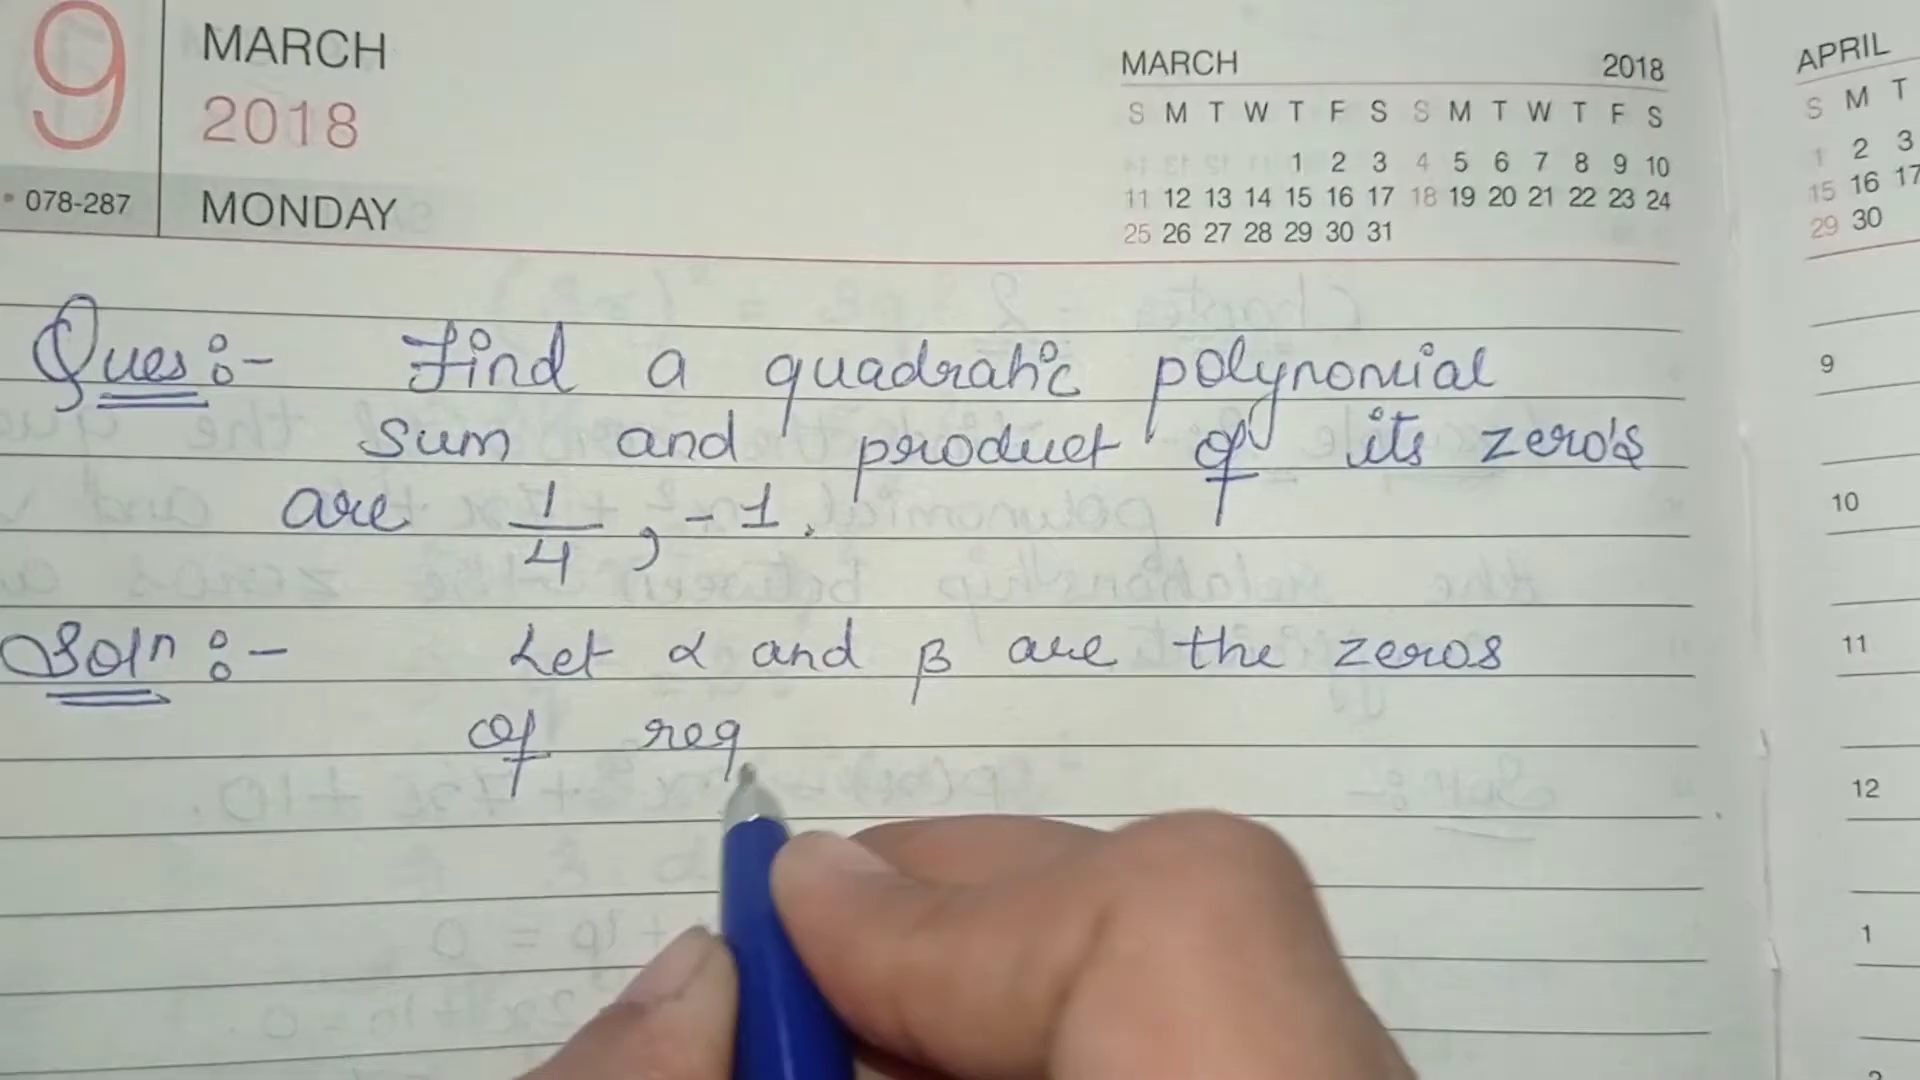 9
MARCH
2018
078-287
MONDAY
MARCH 2018
S M T W T F S S M T W T F S
1 2 3 4 5 6 7 8 9 10
11 12 13 14 15 16 17 18 19 20 21 22 23 24
25 26 27 28 29 30 31
APRIL
S M T
1 2 3
15 16 17
29 30
Ques :- Find a quadratic polynomial
sum and product of its zero's
are 1/4 , -1 .
Soln :- Let α and β are the zeros
of req
9
10
11
12
1